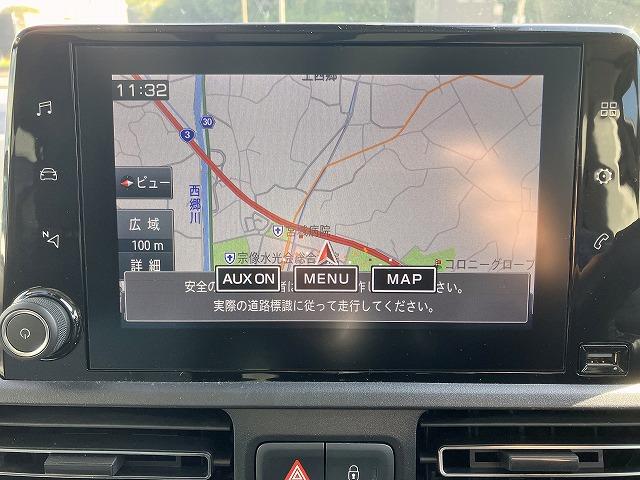 上西郷
11:32
30
3
ビュー
西郷川
広域
100 m
詳細
病院
宗像水光会総合
コロニーグローブ
AUX ON
MENU
MAP
安全の
さい。
実際の道路標識に従って走行してください。
N